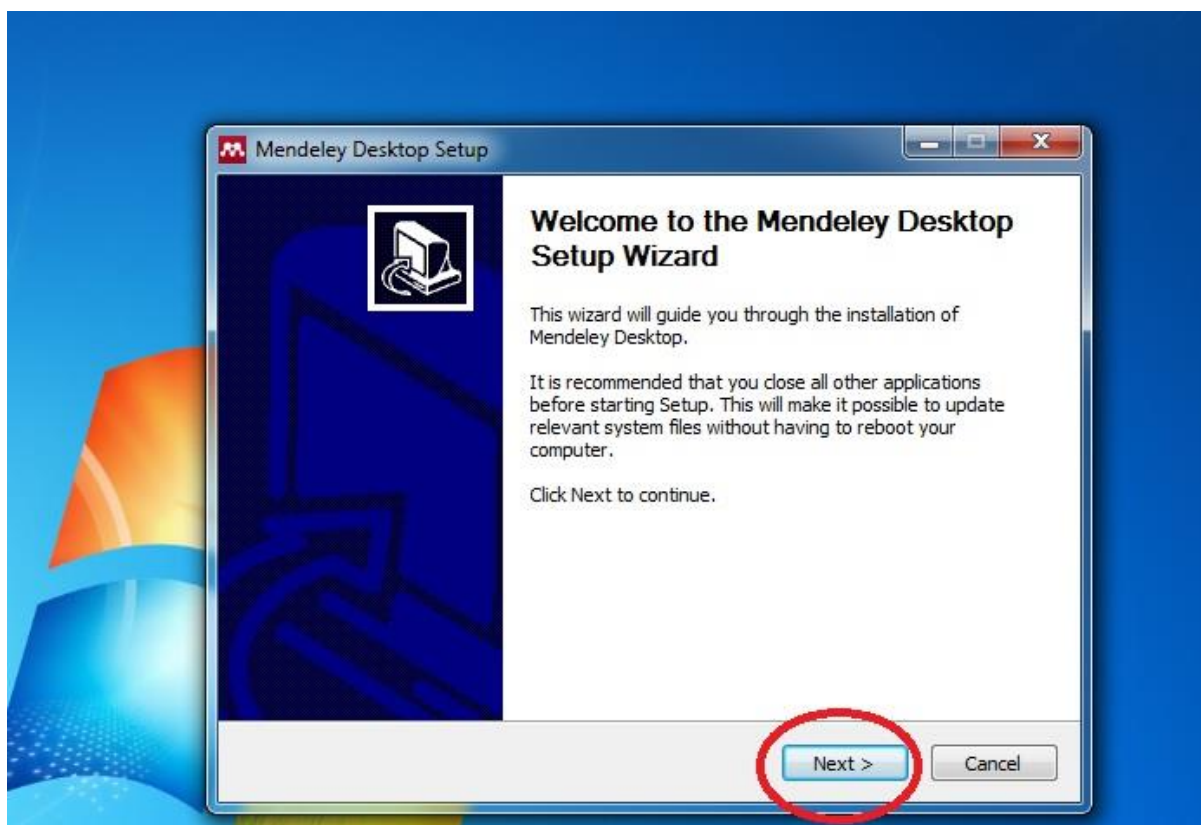 Mendeley Desktop Setup
Welcome to the Mendeley Desktop
Setup Wizard
This wizard will guide you through the installation of
Mendeley Desktop.
It is recommended that you close all other applications
before starting Setup. This will make it possible to update
relevant system files without having to reboot your
computer.
Click Next to continue.
Next >
Cancel